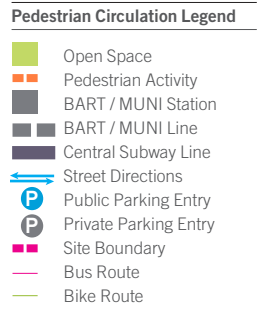 Pedestrian Circulation Legend
Open Space
Pedestrian Activity
BART / MUNI Station
BART / MUNI Line
Central Subway Line
Street Directions
P Public Parking Entry
P Private Parking Entry
Site Boundary
Bus Route
Bike Route